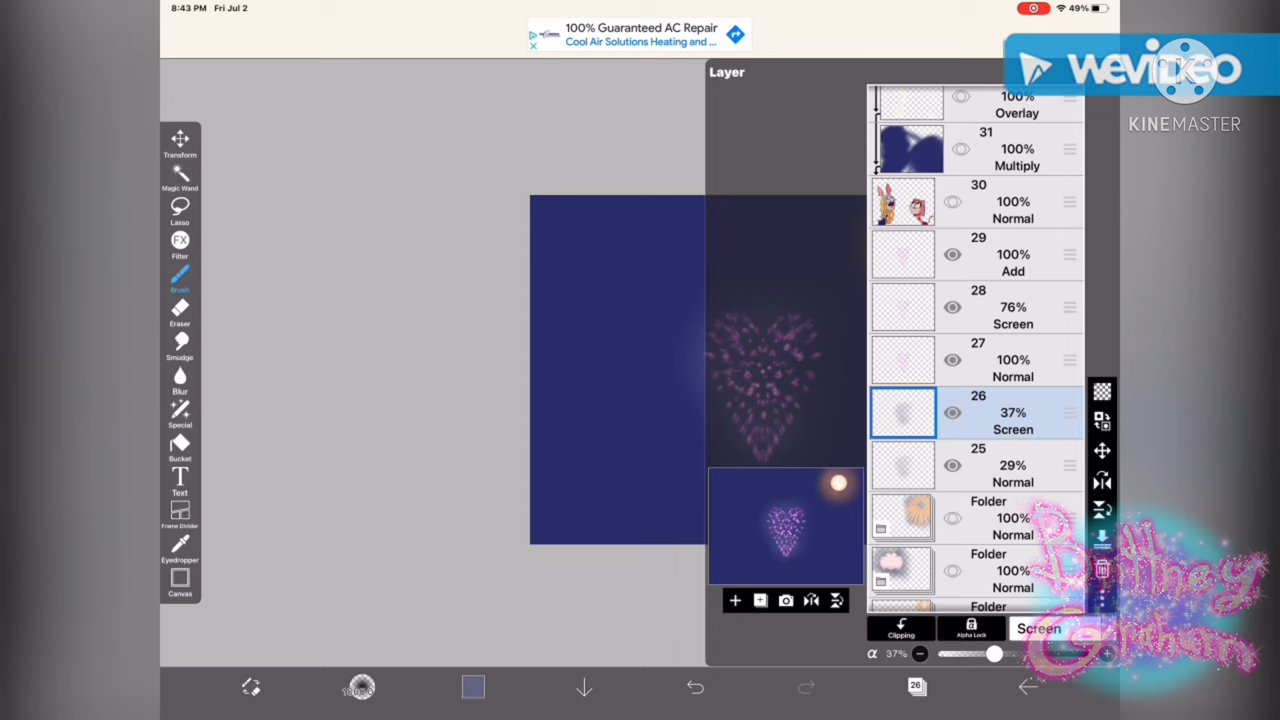 8:43 PM Fri Jul 2
49%
100% Guaranteed AC Repair
Cool Air Solutions Heating and ...
WEVIDEO
K
KINEMASTER
Layer
100%
Overlay
31
100%
Multiply
30
100%
Normal
29
100%
Add
28
76%
Screen
27
100%
Normal
26
37%
Screen
25
29%
Normal
Folder
100%
Normal
Folder
100%
Normal
Folder
Transform
Magic Wand
Lasso
FX
Filter
Brush
Eraser
Smudge
Blur
Special
Bucket
T
Text
Frame Divider
Eyedropper
Canvas
Clipping
Alpha Lock
Screen
α 37%
26
Brittney